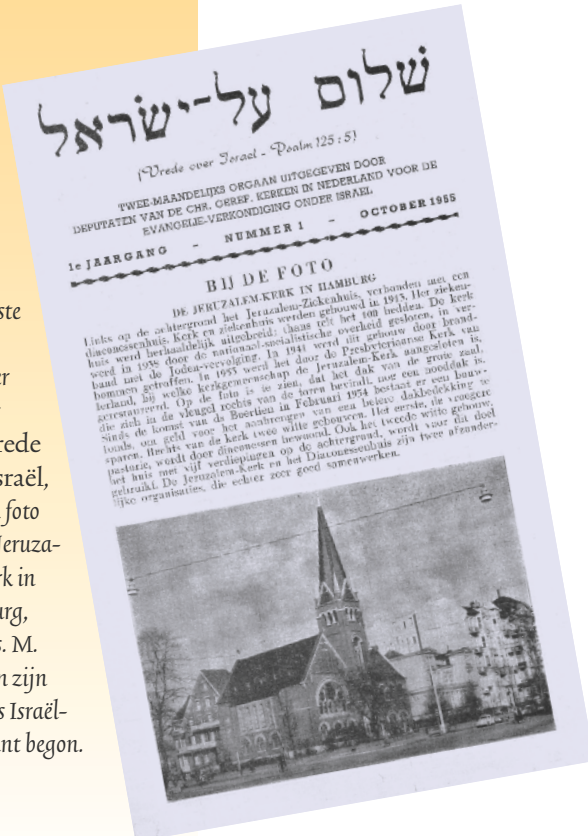 שלום על־ישראל
(Vrede over Israel - Psalm 125 : 5)
TWEE-MAANDELIJKS ORGAAN UITGEGEVEN DOOR
DEPUTATEN VAN DE CHR. GEREF. KERKEN IN NEDERLAND VOOR DE
EVANGELIE-VERKONDIGING ONDER ISRAEL
1e JAARGANG - NUMMER 1 - OCTOBER 1955
BIJ DE FOTO
DE JERUZALEM-KERK IN HAMBURG
Links op de achtergrond het Jeruzalem-Ziekenhuis, verbonden met een
diaconessenhuis. Kerk en ziekenhuis werden gebouwd in 1913. Het zieken-
huis werd herhaaldelijk uitgebreid; thans telt het 100 bedden. De kerk
werd in 1938 door de nationaal-socialistische overheid gesloten, in ver-
band met de Joden-vervolging. In 1944 werd dit gebouw door brand-
bommen getroffen. In 1953 werd het door de Presbyteriaanse Kerk van
Ierland, bij welke kerkgemeenschap de Jeruzalem-Kerk aangesloten is,
gerestaureerd. Op de foto is te zien, dat het dak van de grote zaal,
die zich in de vleugel rechts van de toren bevindt, nog een nooddak is.
Sinds de komst van ds Boertien in Februari 1954 bestaat er een bouw-
fonds, om geld voor het aanbrengen van een betere dakbedekking te
sparen. Rechts van de kerk twee witte gebouwen. Het eerste, de vroegere
pastorie, wordt door diaconessen bewoond. Ook het tweede witte gebouw,
het huis met vijf verdiepingen op de achtergrond, wordt voor dit doel
gebruikt. De Jeruzalem-Kerk en het Diaconessenhuis zijn twee afzonder-
lijke organisaties, die echter zeer goed samenwerken.
ste
er
rede
sraël,
foto
Jeruza-
rk in
urg,
s. M.
n zijn
s Israël-
nt begon.